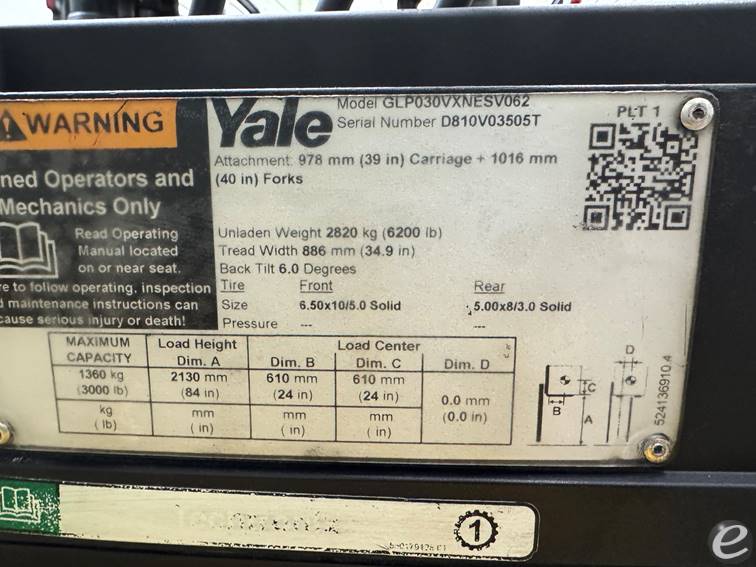 WARNING
ned Operators and
Mechanics Only
Read Operating
Manual located
on or near seat.
re to follow operating, inspection
d maintenance instructions can
cause serious injury or death!
Yale
Model GLP030VXNESV062
Serial Number D810V03505T
Attachment: 978 mm (39 in) Carriage + 1016 mm
(40 in) Forks
Unladen Weight 2820 kg (6200 lb)
Tread Width 886 mm (34.9 in)
Back Tilt 6.0 Degrees
Tire Front Rear
Size 6.50x10/5.0 Solid 5.00x8/3.0 Solid
Pressure --- ---
PLT 1
MAXIMUM CAPACITY Load Height Load Center
Dim. A Dim. B Dim. C Dim. D
1360 kg 2130 mm 610 mm 610 mm 0.0 mm
(3000 lb) (84 in) (24 in) (24 in) (0.0 in)
kg mm mm mm
(lb) ( in) ( in) ( in)
D
C
B
A
524136910.4
1
e